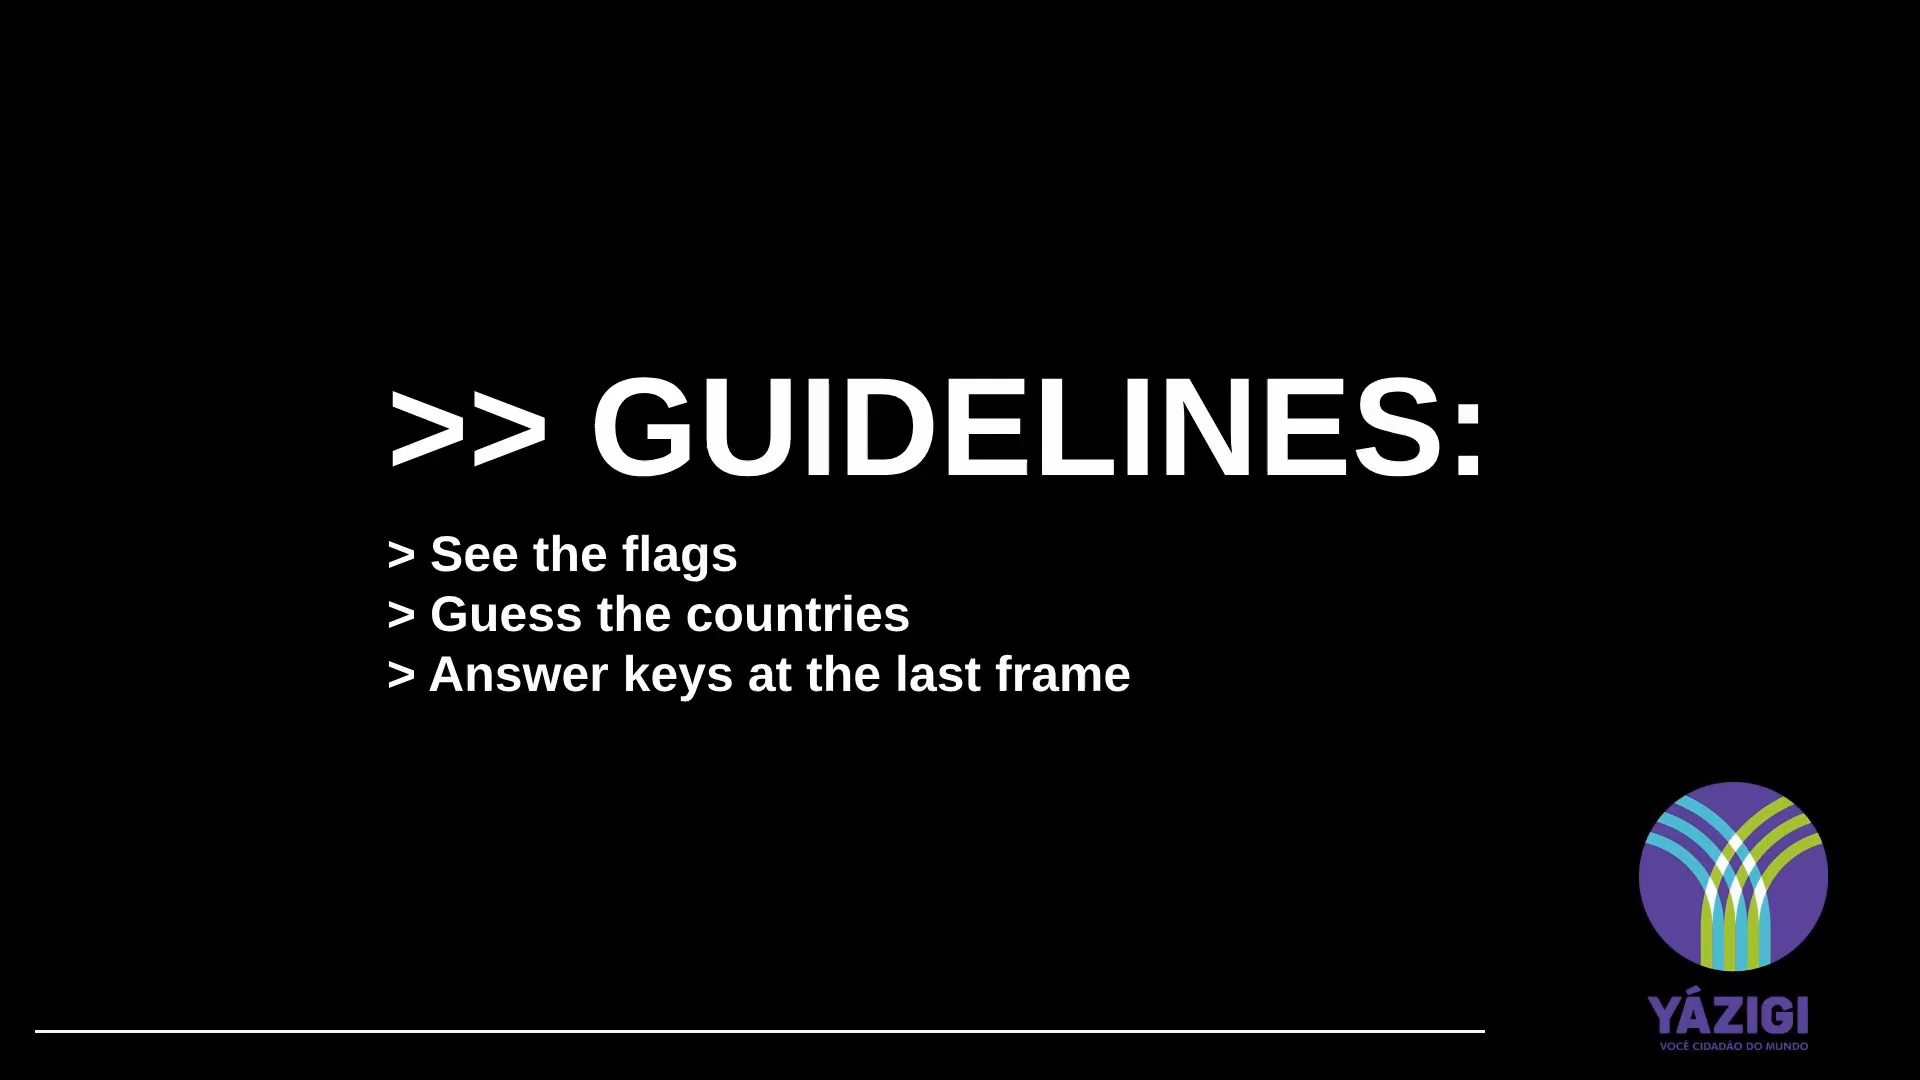 >> GUIDELINES:
> See the flags
> Guess the countries
> Answer keys at the last frame
YÁZIGI
VOCÊ CIDADÃO DO MUNDO